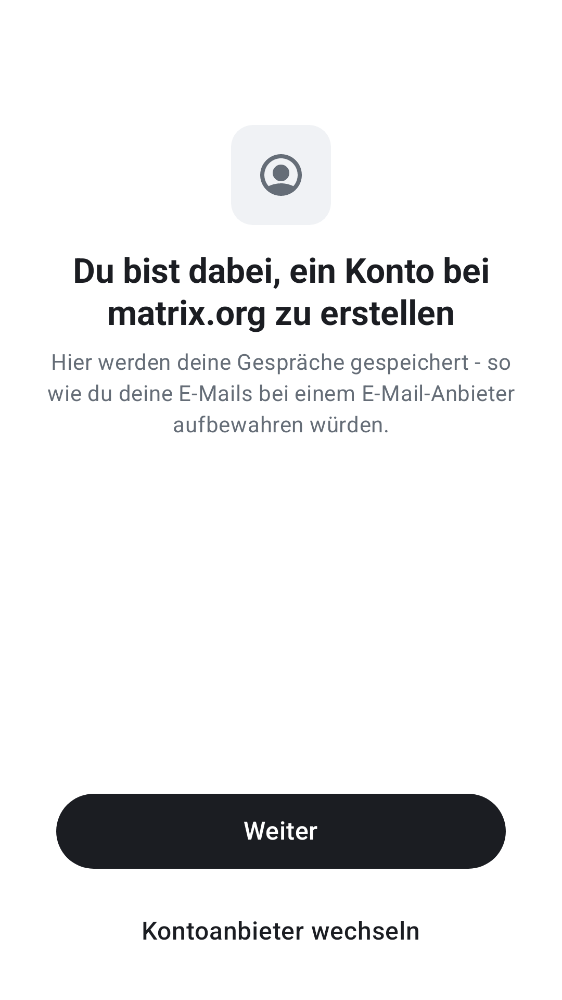 Du bist dabei, ein Konto bei
matrix.org zu erstellen
Hier werden deine Gespräche gespeichert - so
wie du deine E-Mails bei einem E-Mail-Anbieter
aufbewahren würden.
Weiter
Kontoanbieter wechseln